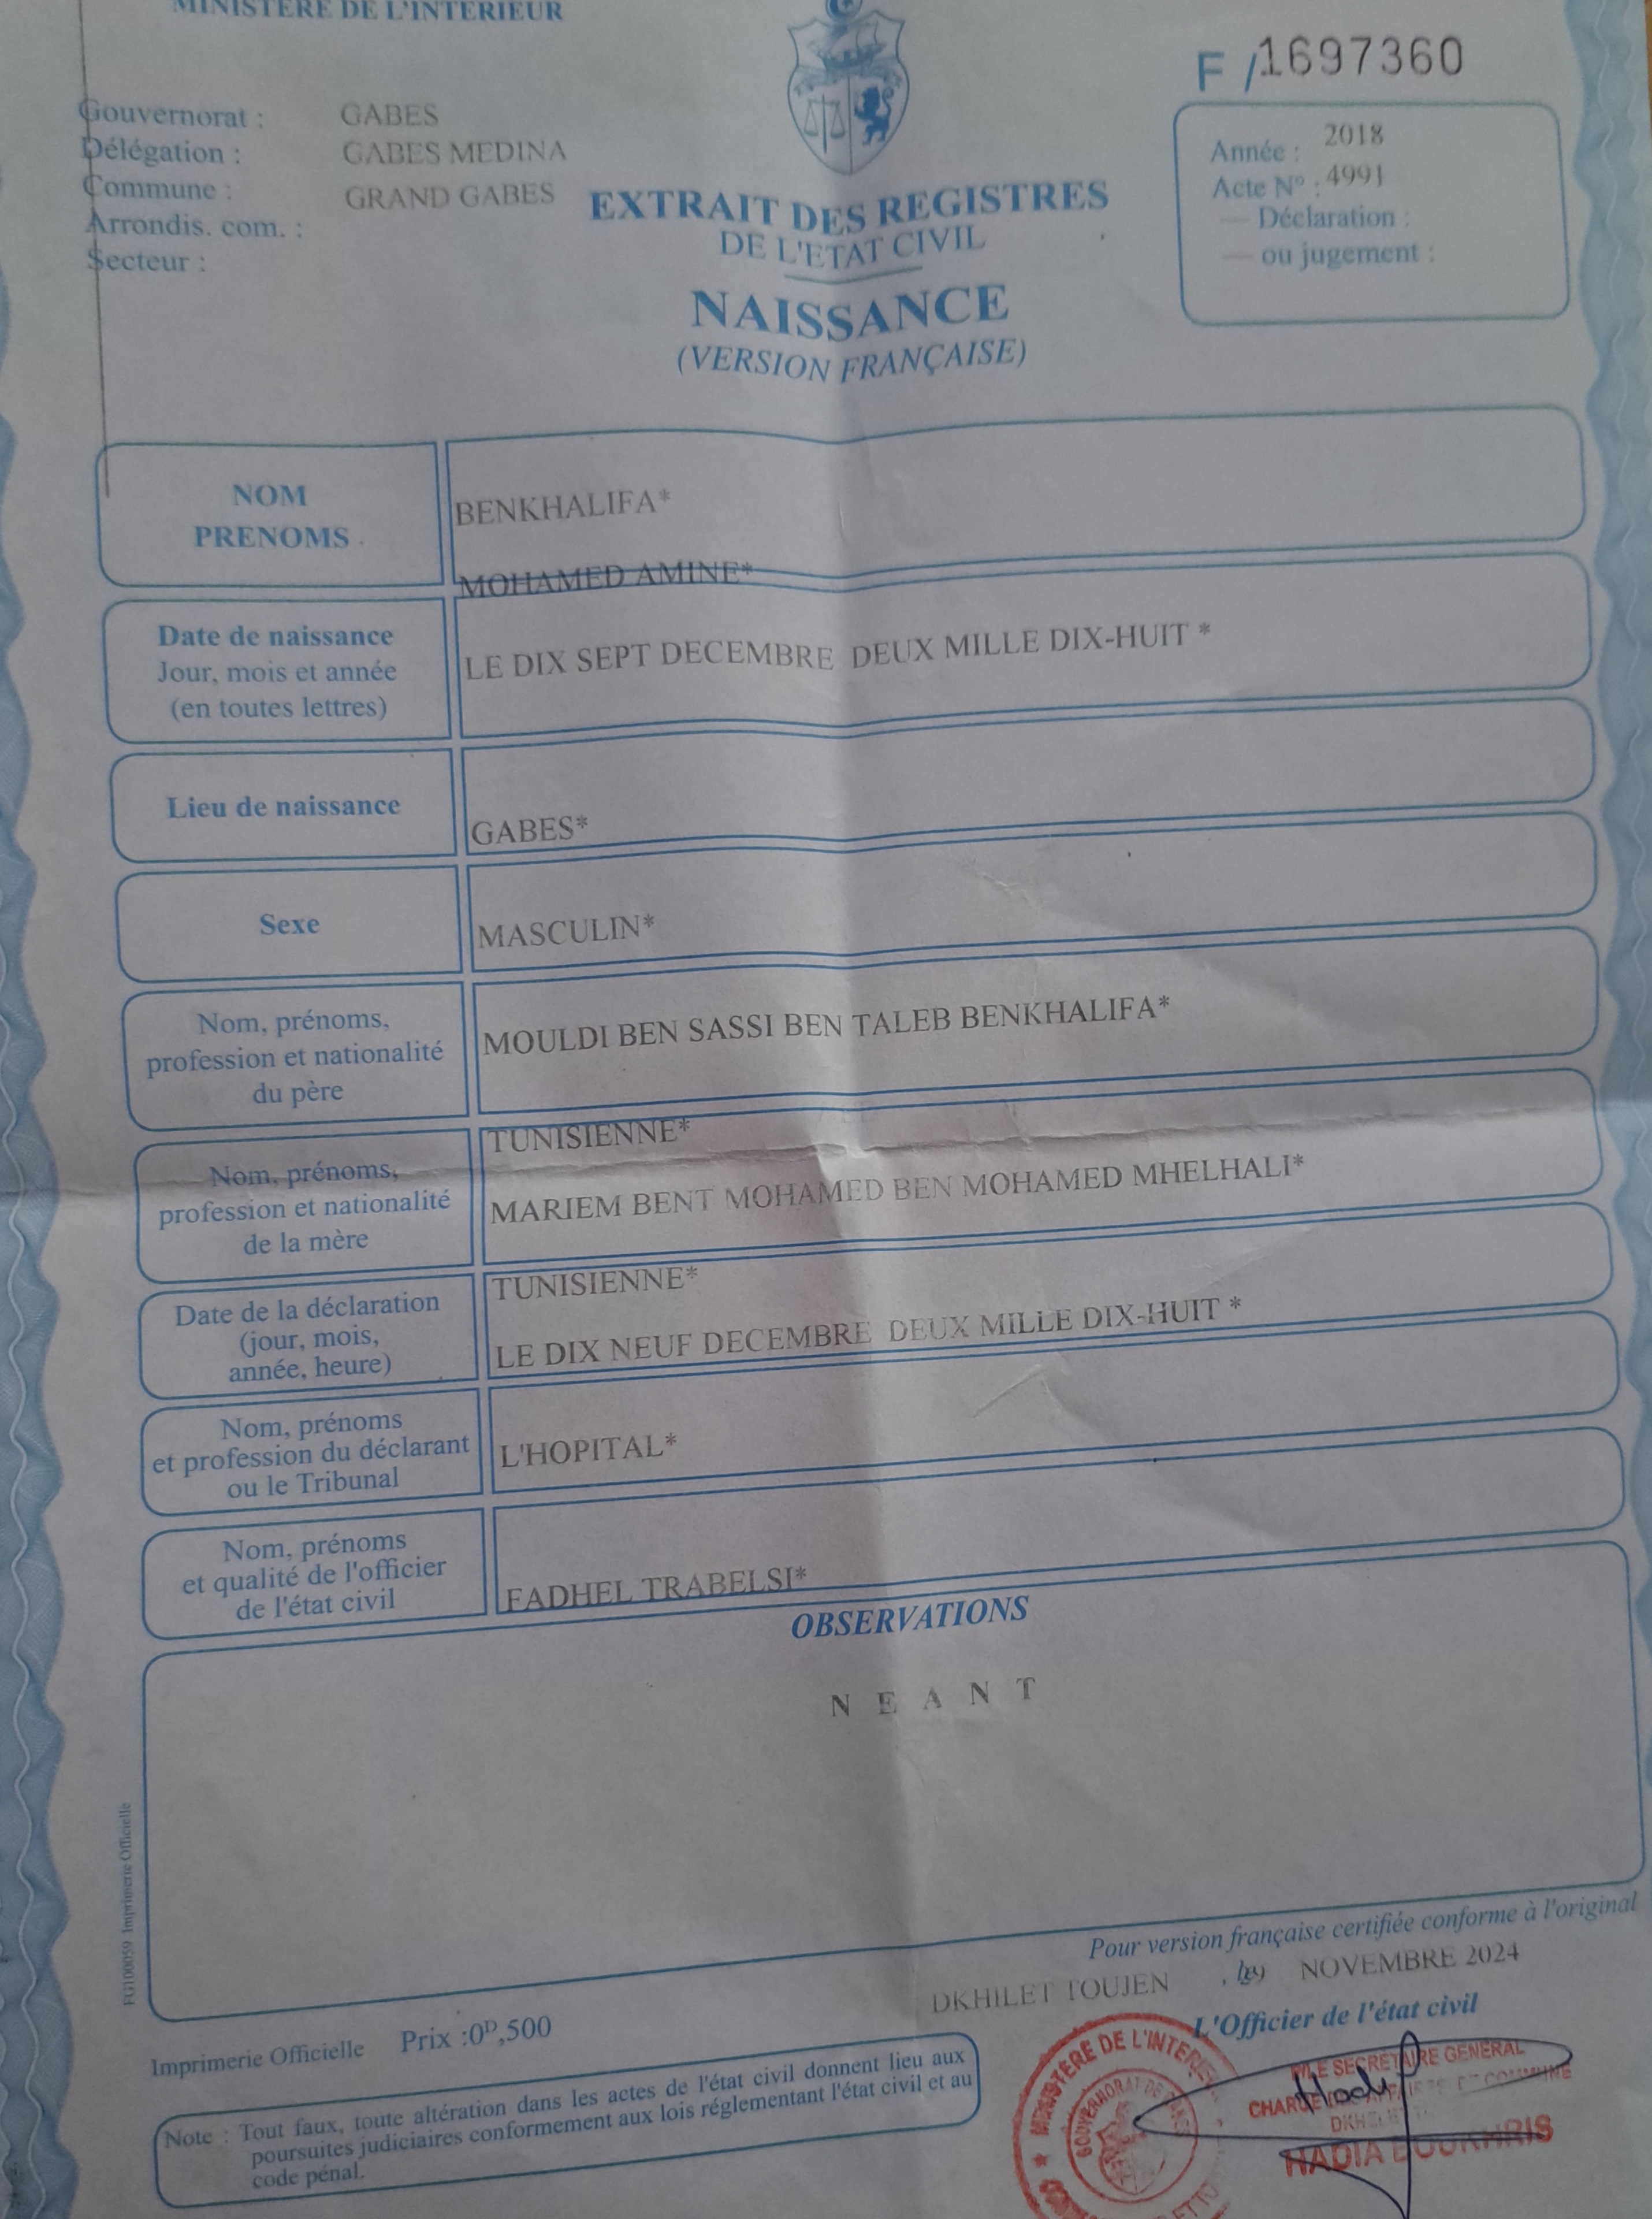 MINISTERE DE L'INTERIEUR
F / 1697360
Gouvernorat : GABES
Délégation : GABES MEDINA
Commune : GRAND GABES
Arrondis. com. :
Secteur :
EXTRAIT DES REGISTRES
DE L'ETAT CIVIL
NAISSANCE
(VERSION FRANÇAISE)
Année : 2018
Acte N° : 4991
— Déclaration :
— ou jugement :
NOM
PRENOMS
BENKHALIFA*
MOHAMED AMINE*
Date de naissance
Jour, mois et année
(en toutes lettres)
LE DIX SEPT DECEMBRE DEUX MILLE DIX-HUIT *
Lieu de naissance
GABES*
Sexe
MASCULIN*
Nom, prénoms,
profession et nationalité
du père
MOULDI BEN SASSI BEN TALEB BENKHALIFA*
TUNISIENNE*
Nom, prénoms,
profession et nationalité
de la mère
MARIEM BENT MOHAMED BEN MOHAMED MHELHALI*
TUNISIENNE*
Date de la déclaration
(jour, mois,
année, heure)
LE DIX NEUF DECEMBRE DEUX MILLE DIX-HUIT *
Nom, prénoms
et profession du déclarant
ou le Tribunal
L'HOPITAL*
Nom, prénoms
et qualité de l'officier
de l'état civil
FADHEL TRABELSI*
OBSERVATIONS
N E A N T
FG100059 Imprimerie Officielle
Pour version française certifiée conforme à l'original
DKHILET TOUJEN , NOVEMBRE 2024
L'Officier de l'état civil
Imprimerie Officielle Prix :0ᴰ,500
Note : Tout faux, toute altération dans les actes de l'état civil donnent lieu aux
poursuites judiciaires conformement aux lois réglementant l'état civil et au
code pénal.
MINISTÈRE DE L'INTERIEUR
GOUVERNORAT DE GABES
LE SECRÉTAIRE GÉNÉRAL
HADIA BOUKHRIS